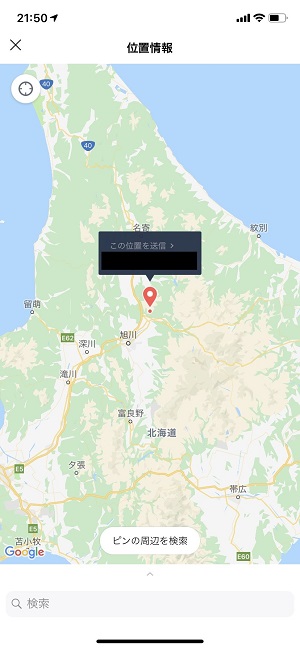 21:50
位置情報
40
40
名寄
紋別
この位置を送信 >
留萌
E62
旭川
深川
滝川
富良野
北海道
夕張
E5
帯広
E5
苫小牧
E60
Google
ピンの周辺を検索
検索